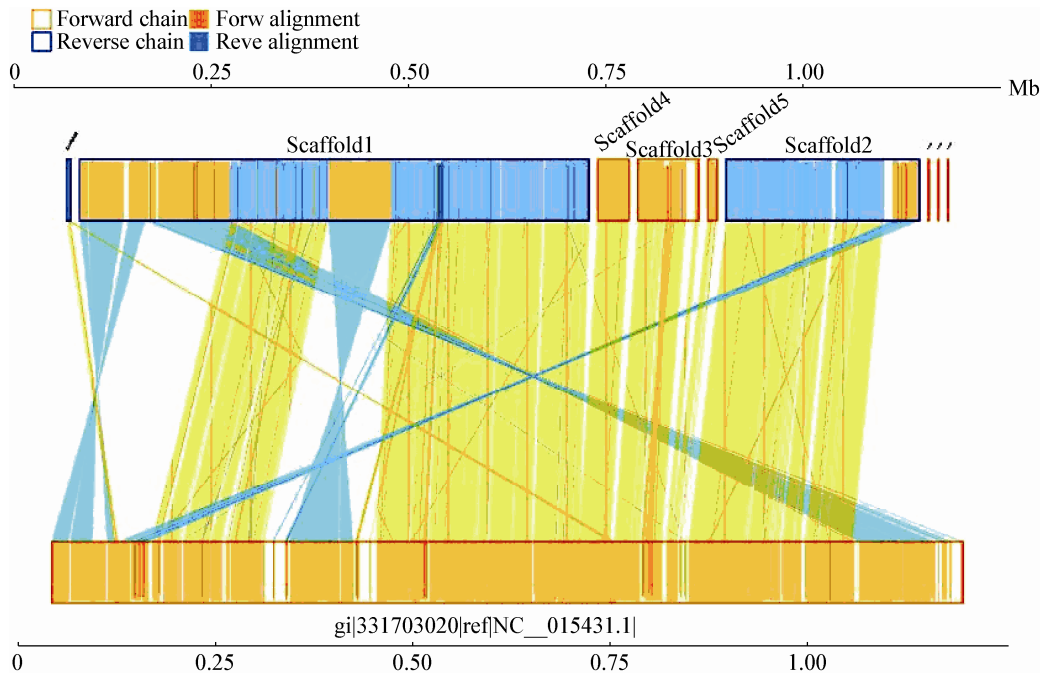 Forward chain Forw alignment
Reverse chain Reve alignment
0 0.25 0.50 0.75 1.00
Mb
Scaffold1 Scaffold4 Scaffold3 Scaffold5 Scaffold2
gi|331703020|ref|NC__015431.1|
0 0.25 0.50 0.75 1.00